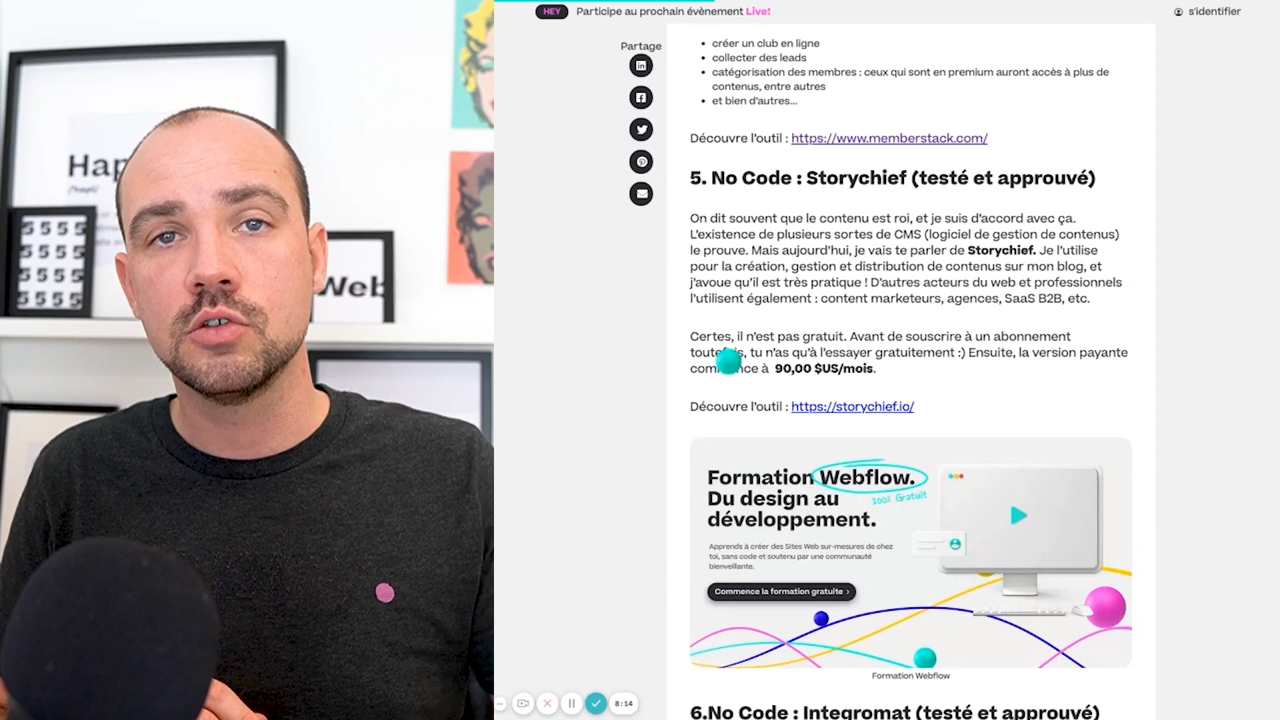 HEY Participe au prochain évènement Live!
s'identifier
Partage
• créer un club en ligne
• collecter des leads
• catégorisation des membres : ceux qui sont en premium auront accès à plus de
contenus, entre autres
• et bien d'autres...
Découvre l'outil : https://www.memberstack.com/
5. No Code : Storychief (testé et approuvé)
On dit souvent que le contenu est roi, et je suis d'accord avec ça.
L'existence de plusieurs sortes de CMS (logiciel de gestion de contenus)
le prouve. Mais aujourd'hui, je vais te parler de Storychief. Je l'utilise
pour la création, gestion et distribution de contenus sur mon blog, et
j'avoue qu'il est très pratique ! D'autres acteurs du web et professionnels
l'utilisent également : content marketeurs, agences, SaaS B2B, etc.
Certes, il n'est pas gratuit. Avant de souscrire à un abonnement
toutefois, tu n'as qu'à l'essayer gratuitement :) Ensuite, la version payante
commence à 90,00 $US/mois.
Découvre l'outil : https://storychief.io/
Formation Webflow.
Du design au
100% Gratuit
développement.
Apprends à créer des Sites Web sur-mesures de chez
toi, sans code et soutenu par une communauté
bienveillante.
Commence la formation gratuite ›
Formation Webflow
6.No Code : Integromat (testé et approuvé)
8:14
Hap
5555
5555
5555
5555
Web